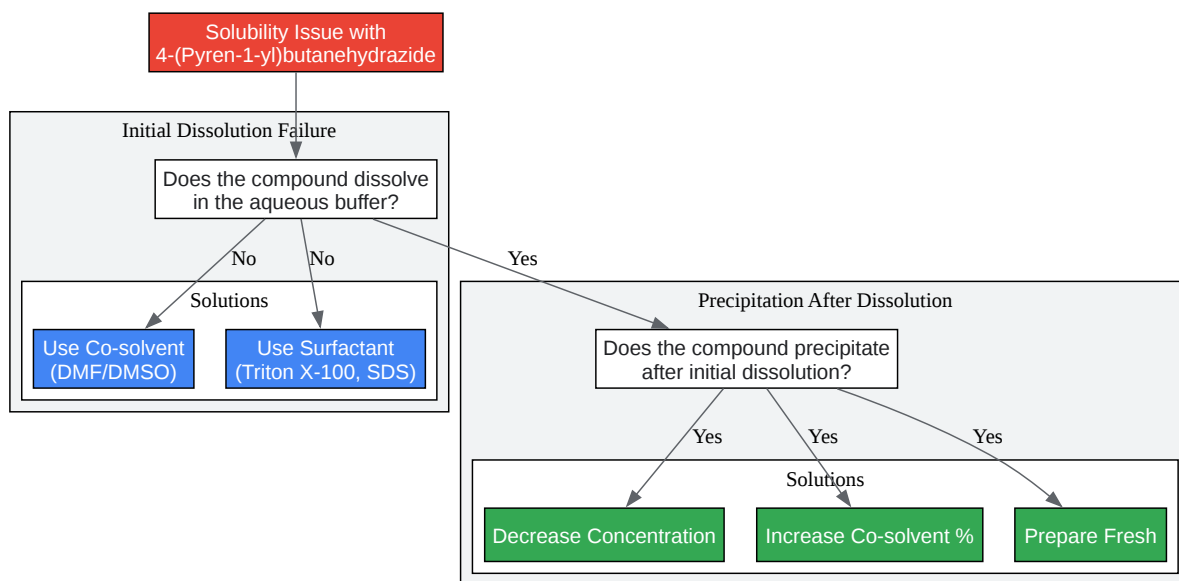 Solubility Issue with
4-(Pyren-1-yl)butanehydrazide
Initial Dissolution Failure
Does the compound dissolve
in the aqueous buffer?
No
No
Yes
Solutions
Use Co-solvent
(DMF/DMSO)
Use Surfactant
(Triton X-100, SDS)
Precipitation After Dissolution
Does the compound precipitate
after initial dissolution?
Yes
Yes
Yes
Solutions
Decrease Concentration
Increase Co-solvent %
Prepare Fresh